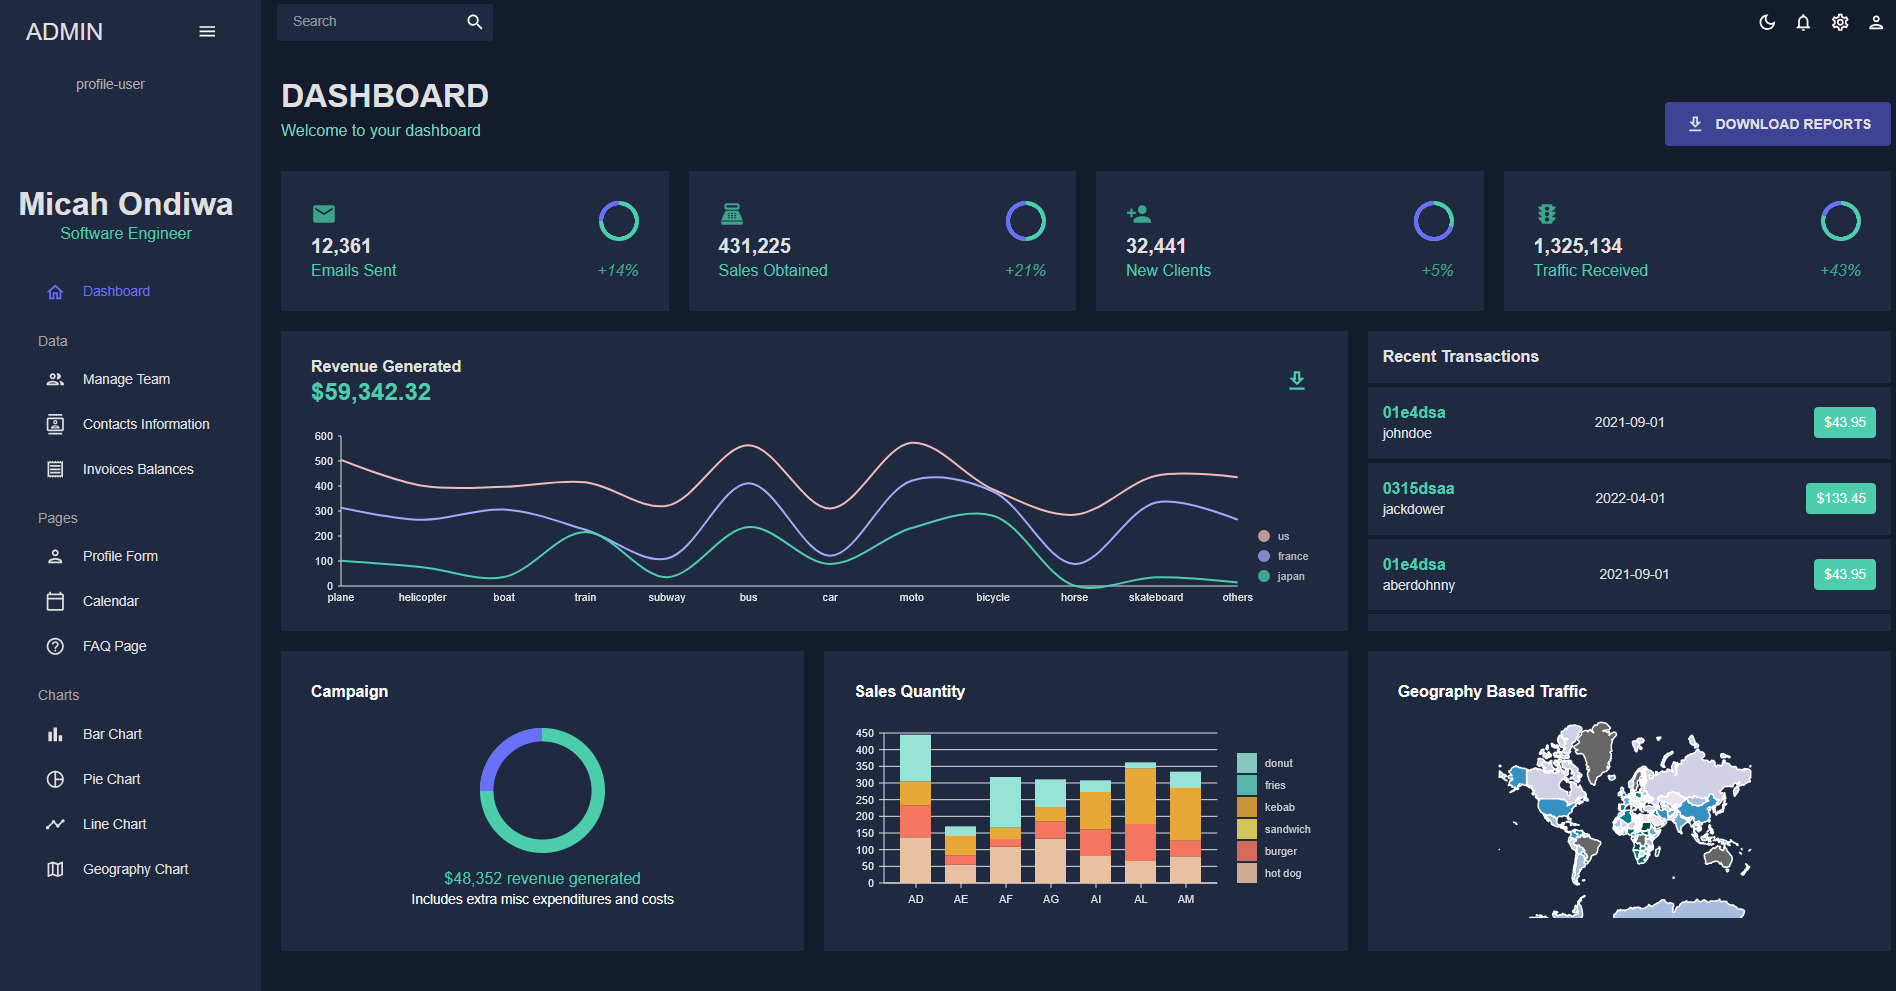 ADMIN
Search
profile-user
Micah Ondiwa
Software Engineer
Dashboard
Data
Manage Team
Contacts Information
Invoices Balances
Pages
Profile Form
Calendar
FAQ Page
Charts
Bar Chart
Pie Chart
Line Chart
Geography Chart
DASHBOARD
Welcome to your dashboard
DOWNLOAD REPORTS
12,361
Emails Sent
+14%
431,225
Sales Obtained
+21%
32,441
New Clients
+5%
1,325,134
Traffic Received
+43%
Revenue Generated
$59,342.32
600
500
400
300
200
100
0
plane helicopter boat train subway bus car moto bicycle horse skateboard others
us
france
japan
Recent Transactions
01e4dsa
johndoe
2021-09-01
$43.95
0315dsaa
jackdower
2022-04-01
$133.45
01e4dsa
aberdohnny
2021-09-01
$43.95
Campaign
$48,352 revenue generated
Includes extra misc expenditures and costs
Sales Quantity
450
400
350
300
250
200
150
100
50
0
AD AE AF AG AI AL AM
donut
fries
kebab
sandwich
burger
hot dog
Geography Based Traffic